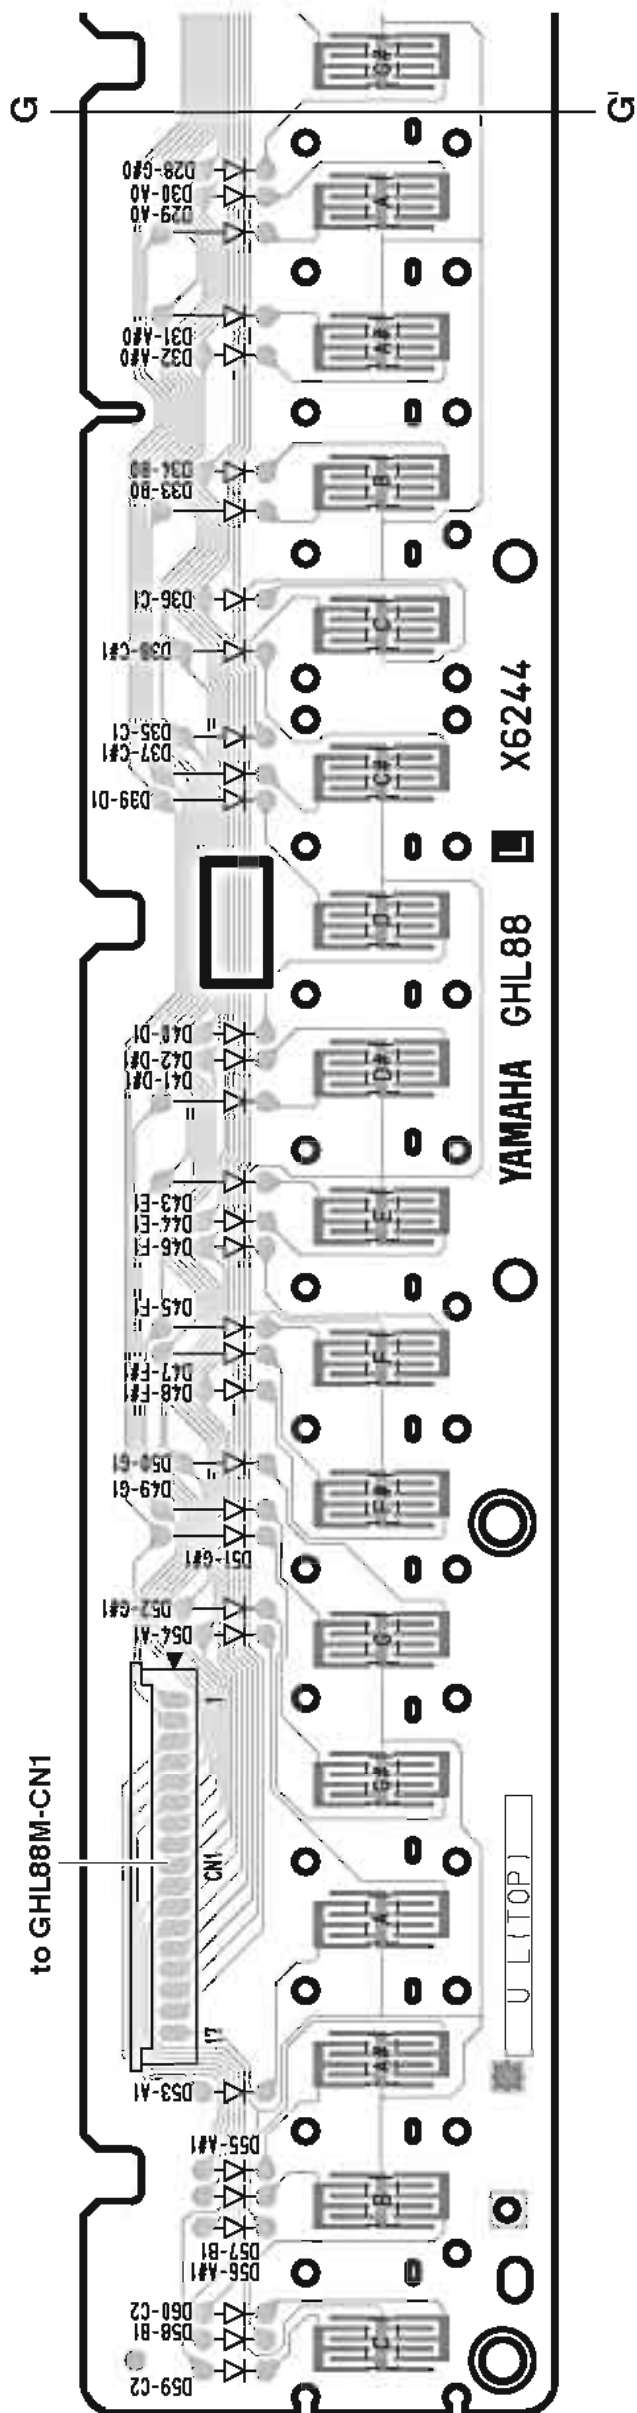 G#
G G'
D28-G#0
D30-A0
D29-A0
A
D31-A#0
D32-A#0
A#
D34-B0
D33-B0
B
D36-C1
C
D38-C#1
D35-C1
D37-C#1
C#
D39-D1
D
D40-D1
D42-D#1
D41-D#1
D#
D43-E1
D44-E1
D46-F1
E
D45-F1
F
D47-F#1
D48-F#1
D50-G1
D49-G1
F#
D51-G#1
D52-G#1
D54-A1
G
1
G#
CN1
A
17
D53-A1
A#
D55-A#1
B
D57-B1
D56-A#1
D60-C2
D58-B1
C
D59-C2
to GHL88M-CN1
YAMAHA GHL88 L X6244
U L(TOP)